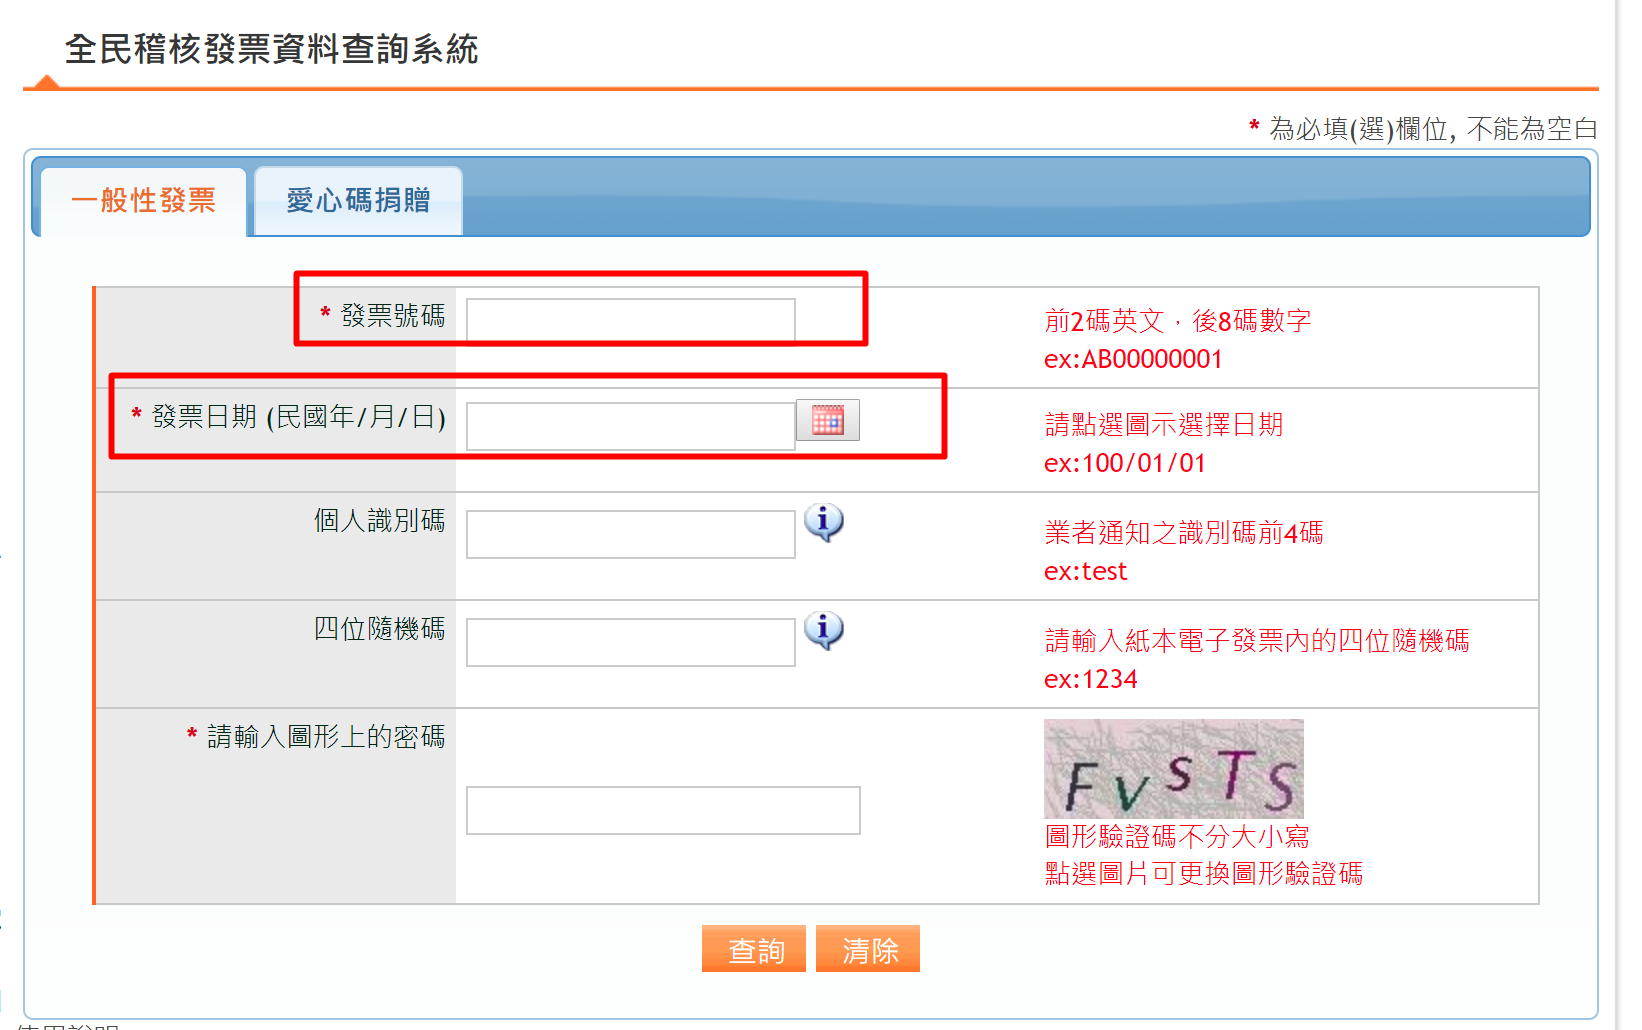 全民稽核發票資料查詢系統
* 為必填(選)欄位, 不能為空白
一般性發票 愛心碼捐贈
* 發票號碼
前2碼英文，後8碼數字
ex:AB00000001
* 發票日期 (民國年/月/日)
請點選圖示選擇日期
ex:100/01/01
個人識別碼
業者通知之識別碼前4碼
ex:test
四位隨機碼
請輸入紙本電子發票內的四位隨機碼
ex:1234
* 請輸入圖形上的密碼
FVSTS
圖形驗證碼不分大小寫
點選圖片可更換圖形驗證碼
查詢 清除